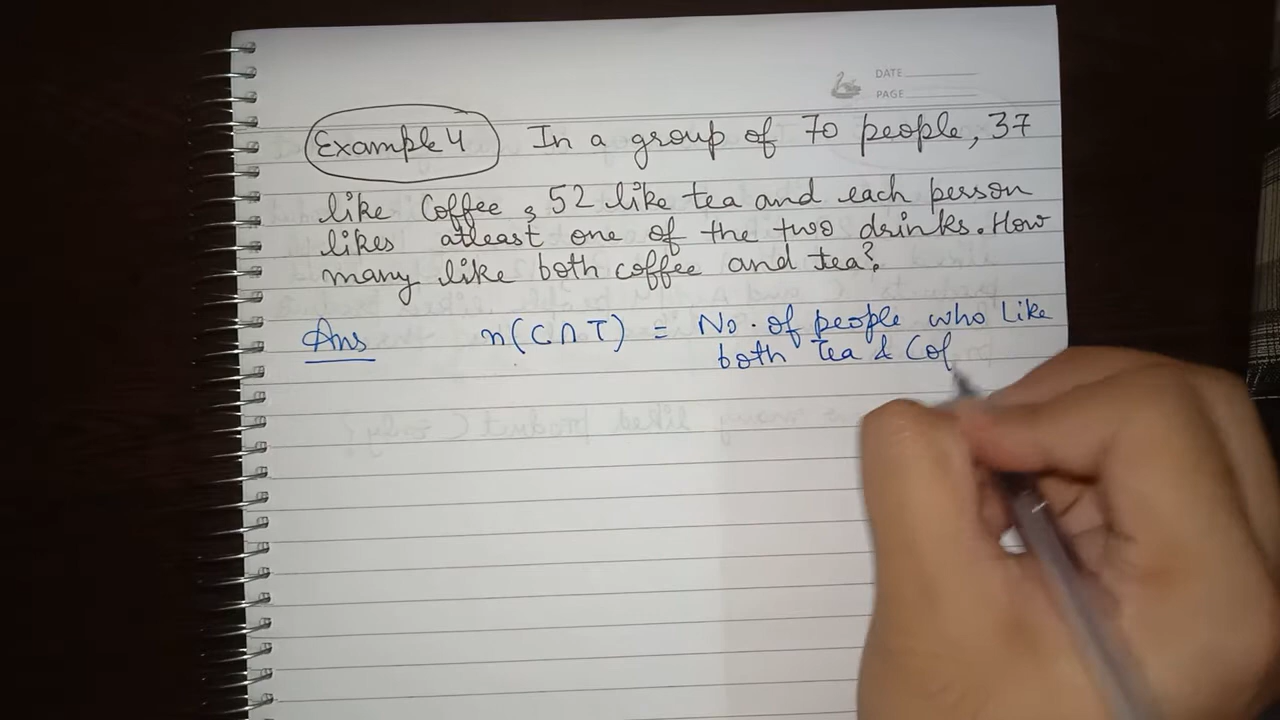 DATE
PAGE
Example 4 In a group of 70 people, 37
like Coffee, 52 like tea and each person
likes atleast one of the two drinks. How
many like both coffee and tea?
Ans n(C∩T) = No. of people who like
both tea & Cof